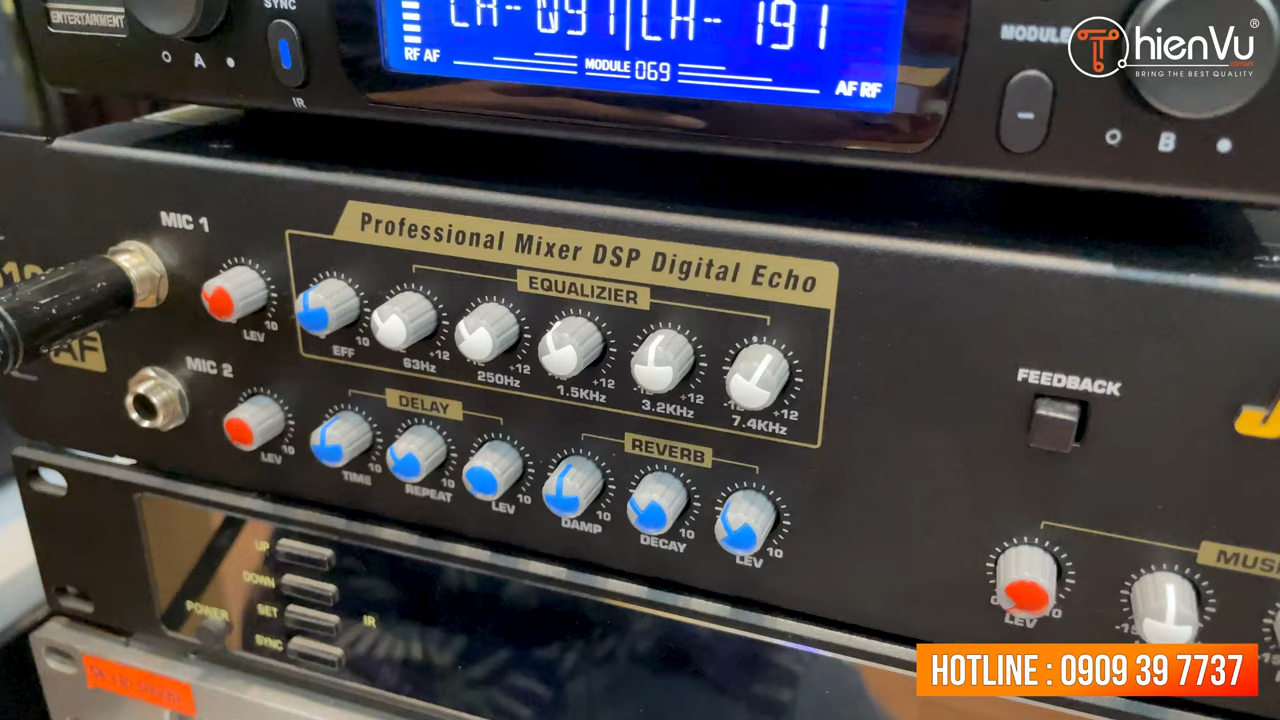 ENTERTAINMENT
SYNC
A
IR
RF AF
MODULE 069
AF RF
MODULE
B
ThienVu®
BRING THE BEST QUALITY
MIC 1
LEV 10
Professional Mixer DSP Digital Echo
EQUALIZIER
EFF 10
63Hz +12
250Hz +12
1.5KHz +12
3.2KHz +12
-12 7.4KHz +12
AF
MIC 2
LEV 10
DELAY
TIME 10
REPEAT 10
LEV 10
REVERB
DAMP 10
DECAY 10
LEV 10
FEEDBACK
LEV
UP
DOWN
SET
SYNC
POWER
IR
HOTLINE : 0909 39 7737